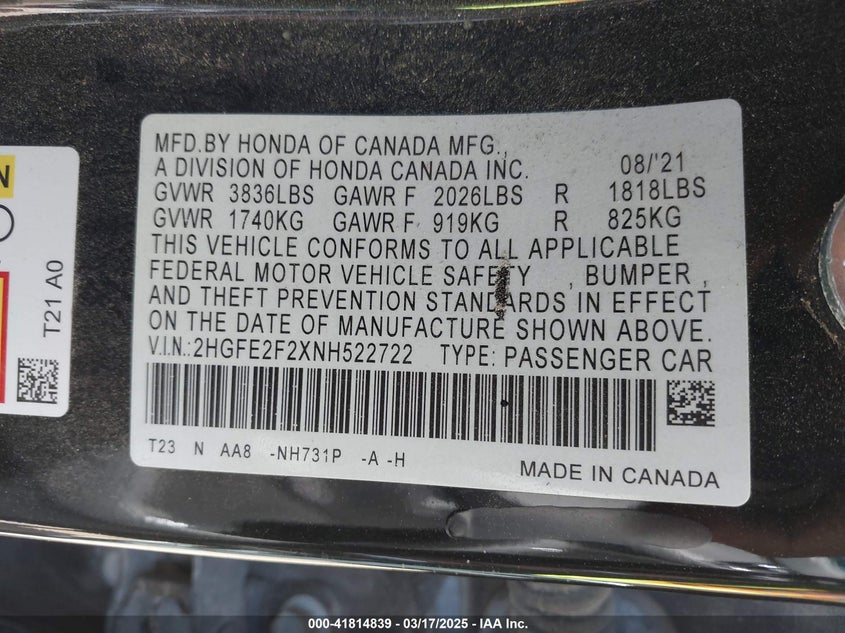 MFD.BY HONDA OF CANADA MFG.,
A DIVISION OF HONDA CANADA INC. 08/'21
GVWR 3836LBS GAWR F 2026LBS R 1818LBS
GVWR 1740KG GAWR F 919KG R 825KG
THIS VEHICLE CONFORMS TO ALL APPLICABLE
FEDERAL MOTOR VEHICLE SAFETY , BUMPER ,
AND THEFT PREVENTION STANDARDS IN EFFECT
ON THE DATE OF MANUFACTURE SHOWN ABOVE.
V.I.N.:2HGFE2F2XNH522722 TYPE: PASSENGER CAR
T23 N AA8 -NH731P -A -H
MADE IN CANADA
N
T21 A0
000-41814839 - 03/17/2025 - IAA Inc.